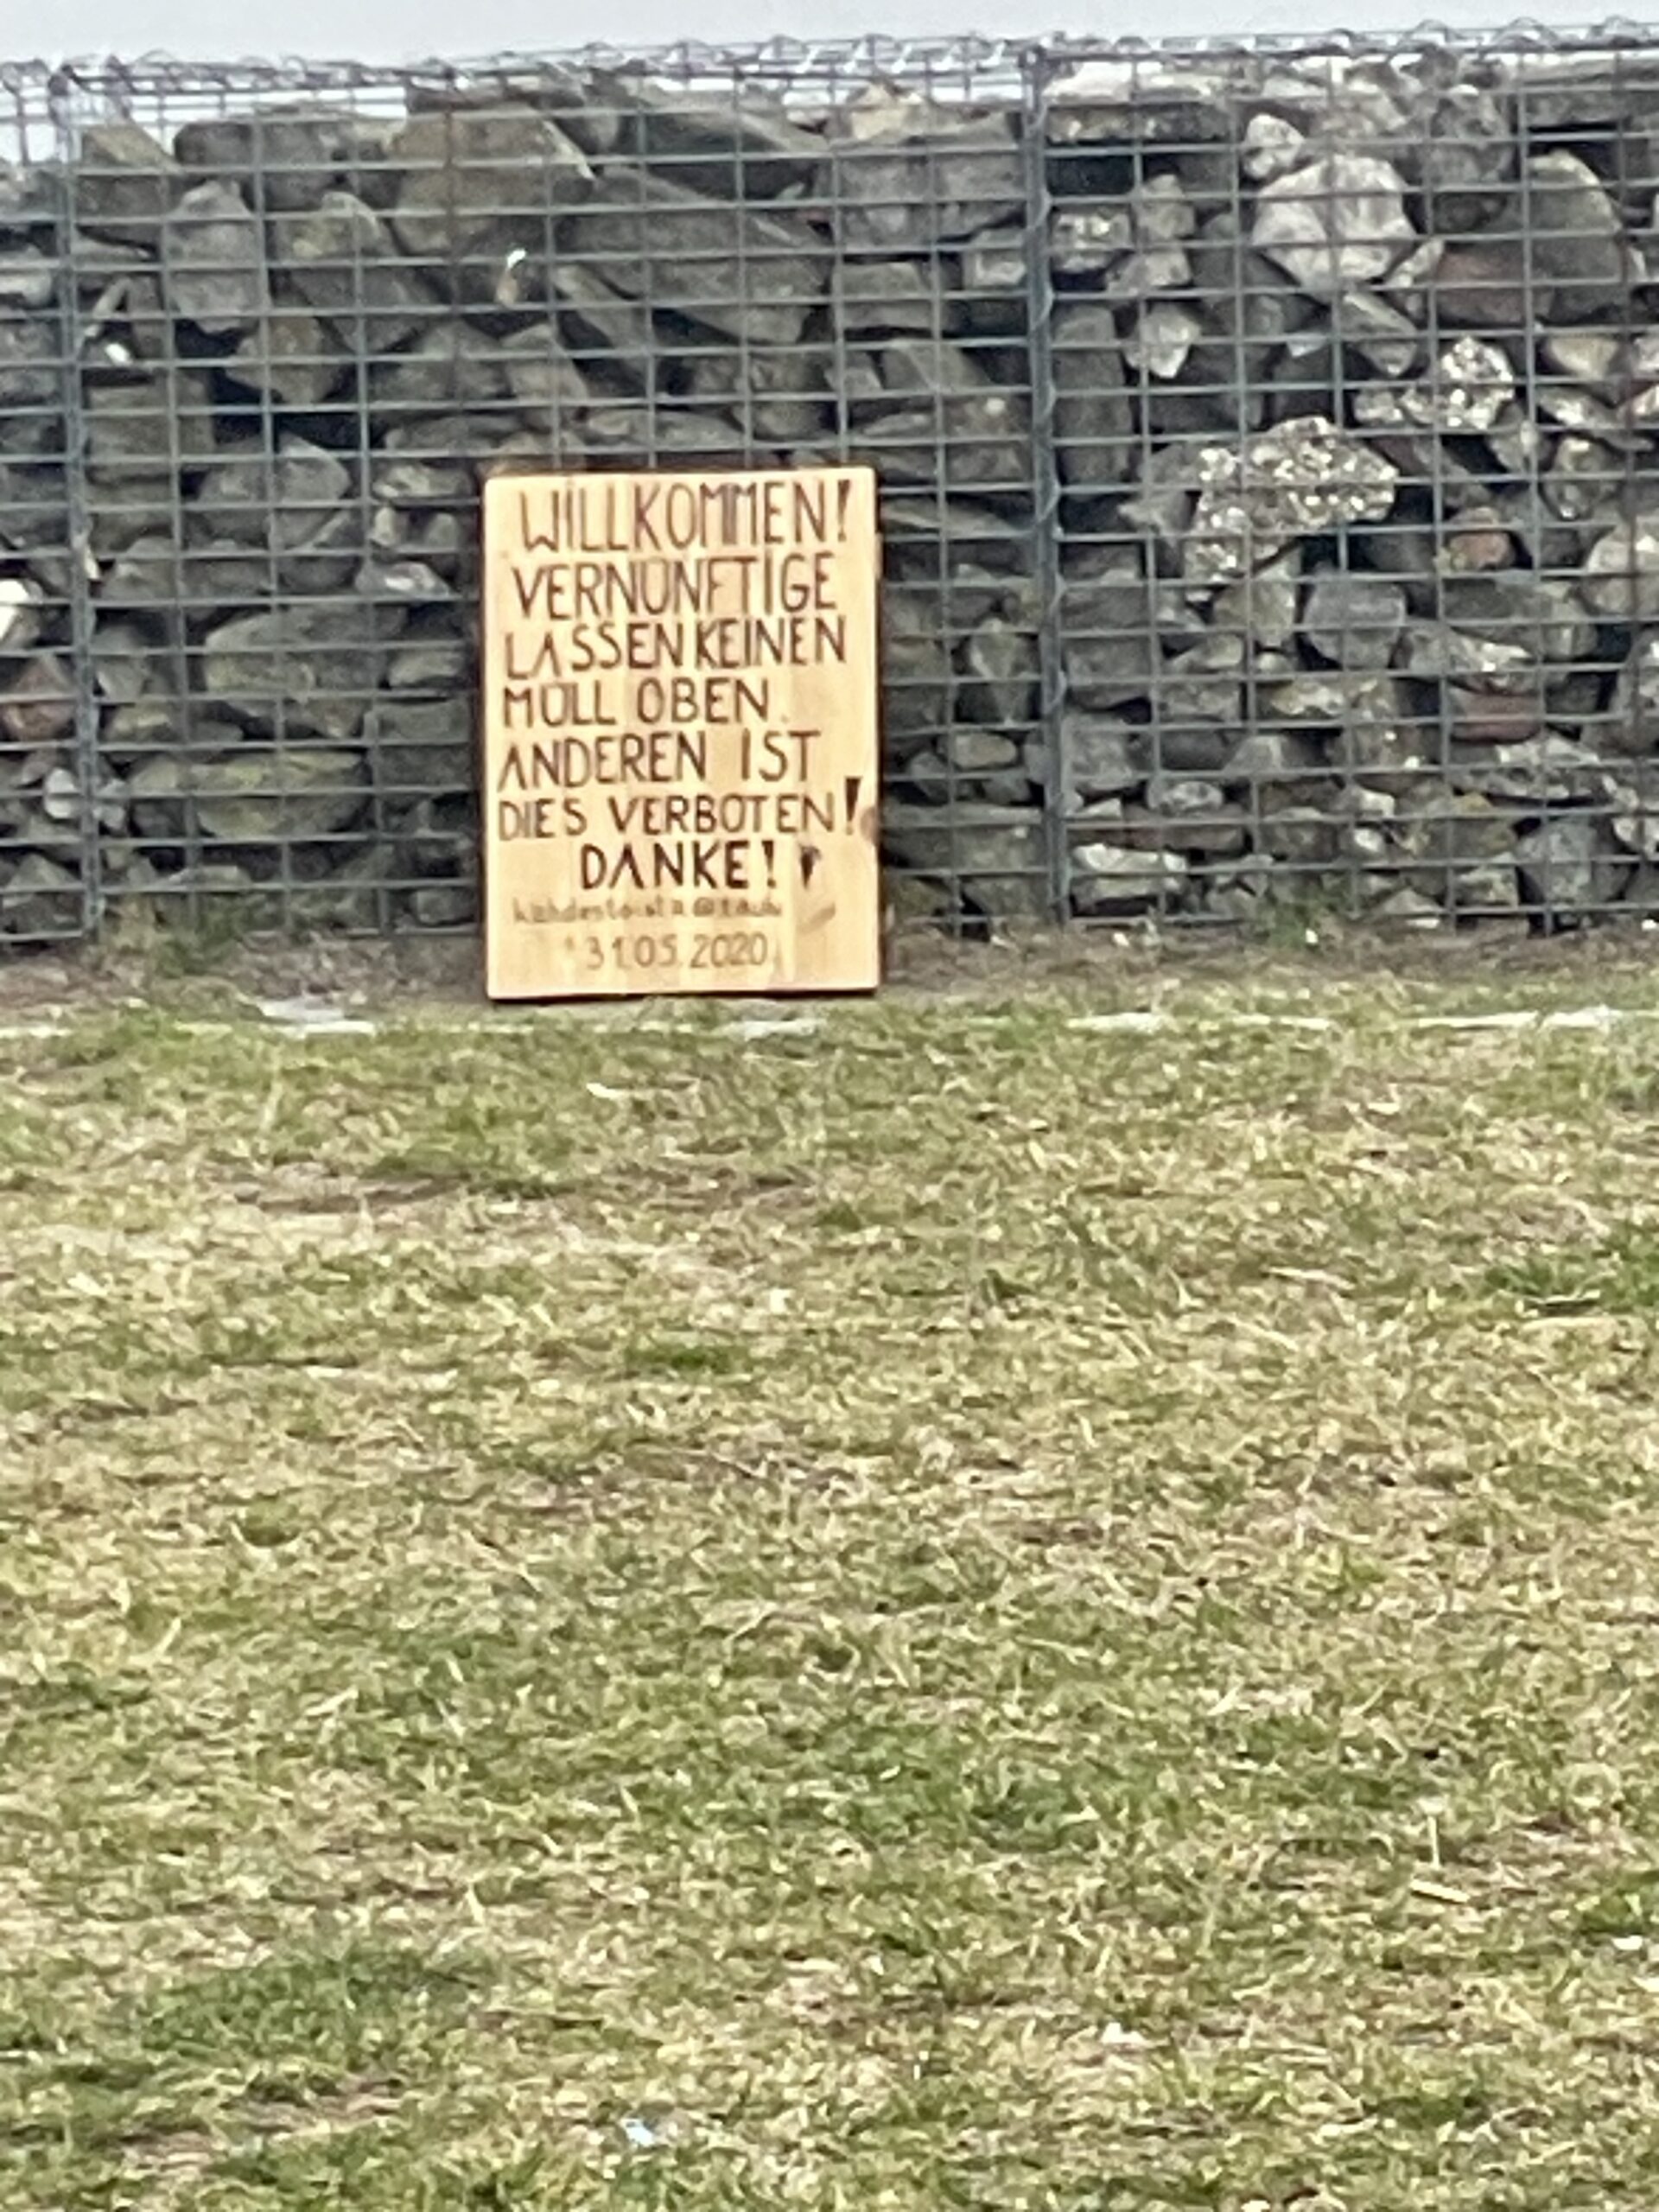 WILLKOMMEN!
VERNÜNFTIGE
LASSEN KEINEN
MÜLL OBEN.
ANDEREN IST
DIES VERBOTEN!
DANKE!
31.05.2020